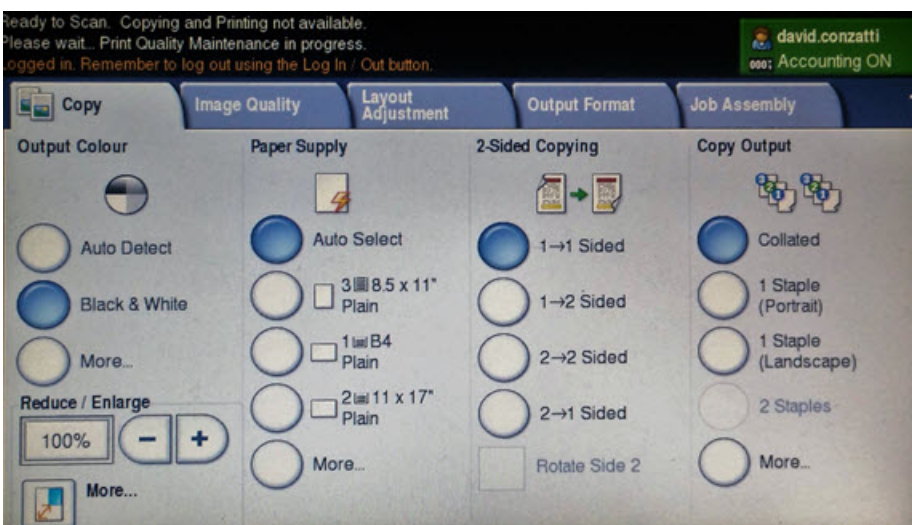 Ready to Scan. Copying and Printing not available.
Please wait... Print Quality Maintenance in progress.
Logged in. Remember to log out using the Log In / Out button.
david.conzatti
Accounting ON
Copy
Image Quality
Layout
Adjustment
Output Format
Job Assembly
Output Colour
Auto Detect
Black & White
More...
Reduce / Enlarge
100%
- +
More...
Paper Supply
Auto Select
3 8.5 x 11"
Plain
1 B4
Plain
2 11 x 17"
Plain
More...
2-Sided Copying
1→1 Sided
1→2 Sided
2→2 Sided
2→1 Sided
Rotate Side 2
Copy Output
Collated
1 Staple
(Portrait)
1 Staple
(Landscape)
2 Staples
More...